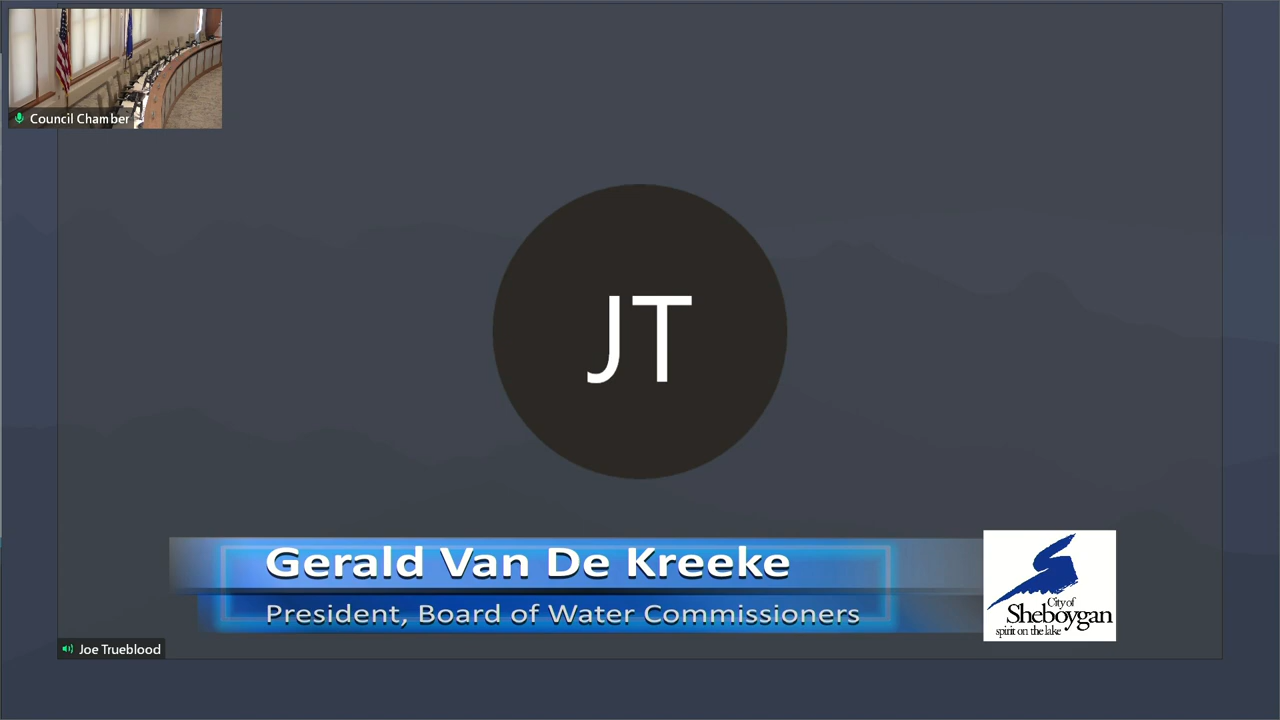 Council Chamber
JT
Gerald Van De Kreeke
President, Board of Water Commissioners
City of
Sheboygan
spirit on the lake
Joe Trueblood